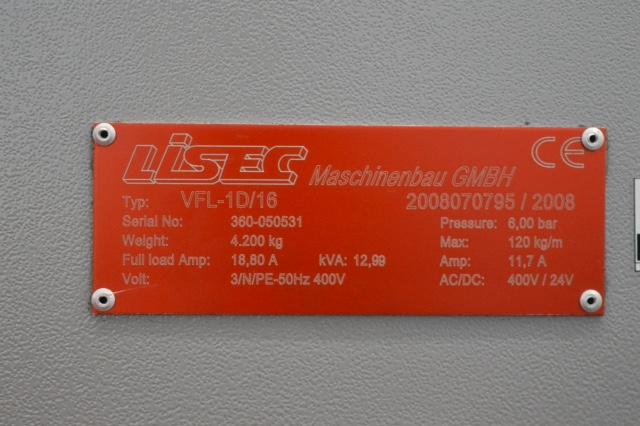 LiSEC Maschinenbau GMBH CE
Typ: VFL-1D/16 2008070795 / 2008
Serial No: 360-050531 Pressure: 6,00 bar
Weight: 4.200 kg Max: 120 kg/m
Full load Amp: 16,80 A kVA: 12,99 Amp: 11,7 A
Volt: 3/N/PE-50Hz 400V AC/DC: 400V / 24V